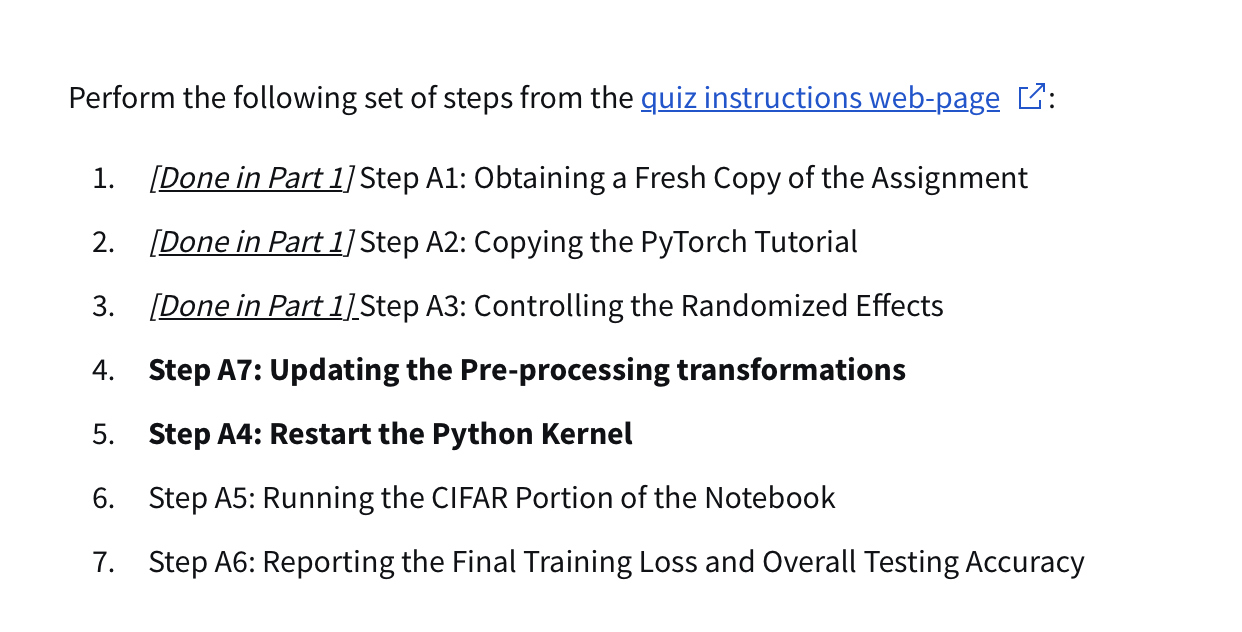 Perform the following set of steps from the quiz instructions web-page :
1. [Done in Part 1] Step A1: Obtaining a Fresh Copy of the Assignment
2. [Done in Part 1] Step A2: Copying the PyTorch Tutorial
3. [Done in Part 1] Step A3: Controlling the Randomized Effects
4. Step A7: Updating the Pre-processing transformations
5. Step A4: Restart the Python Kernel
6. Step A5: Running the CIFAR Portion of the Notebook
7. Step A6: Reporting the Final Training Loss and Overall Testing Accuracy